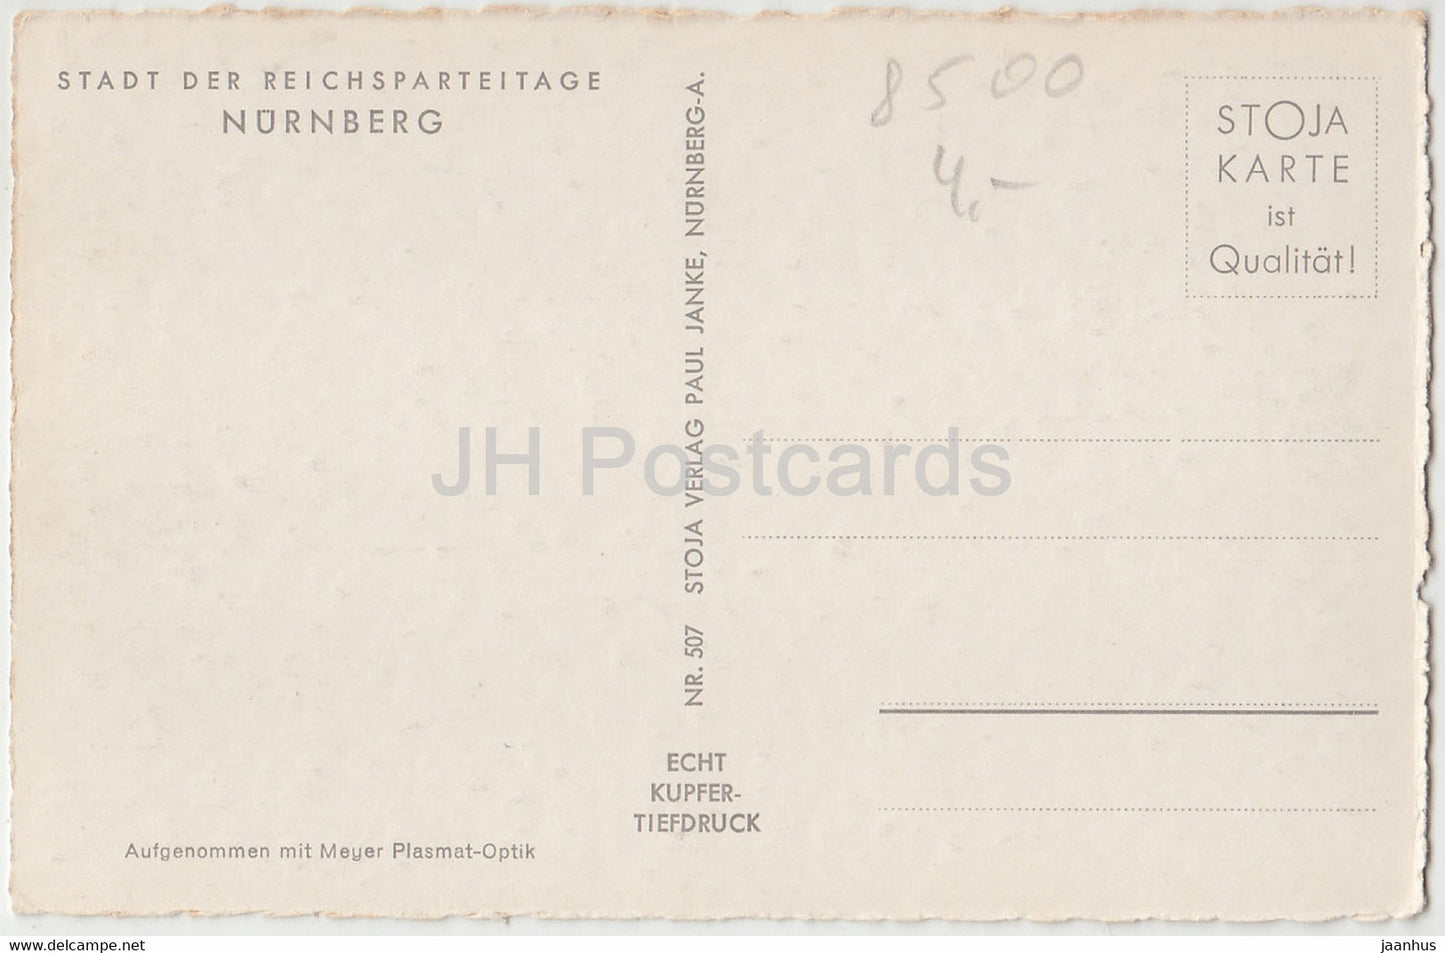 STADT DER REICHSPARTEITAGE
NÜRNBERG
NR. 507 STOJA VERLAG PAUL JANKE, NÜRNBERG-A.
ECHT
KUPFER-
TIEFDRUCK
Aufgenommen mit Meyer Plasmat-Optik
8500
4,-
STOJA
KARTE
ist
Qualität!
JH Postcards
www.delcampe.net
jaanhus